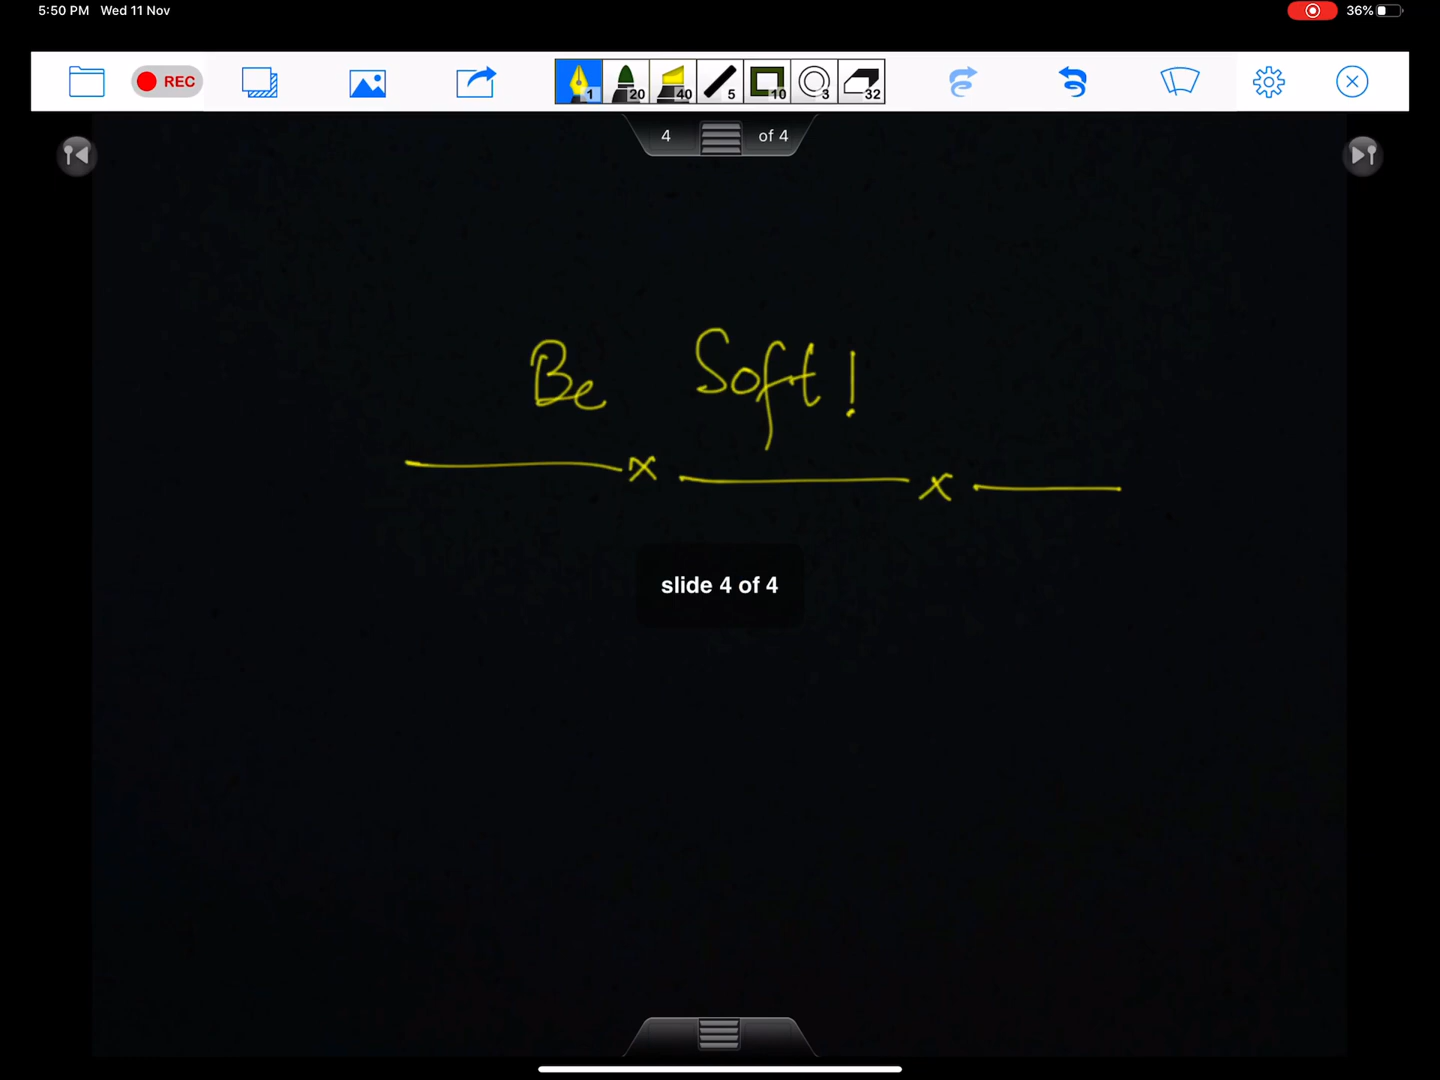 5:50 PM Wed 11 Nov 36%
REC 1 20 40 5 10 3 32
4 of 4
Be Soft!
x x
slide 4 of 4